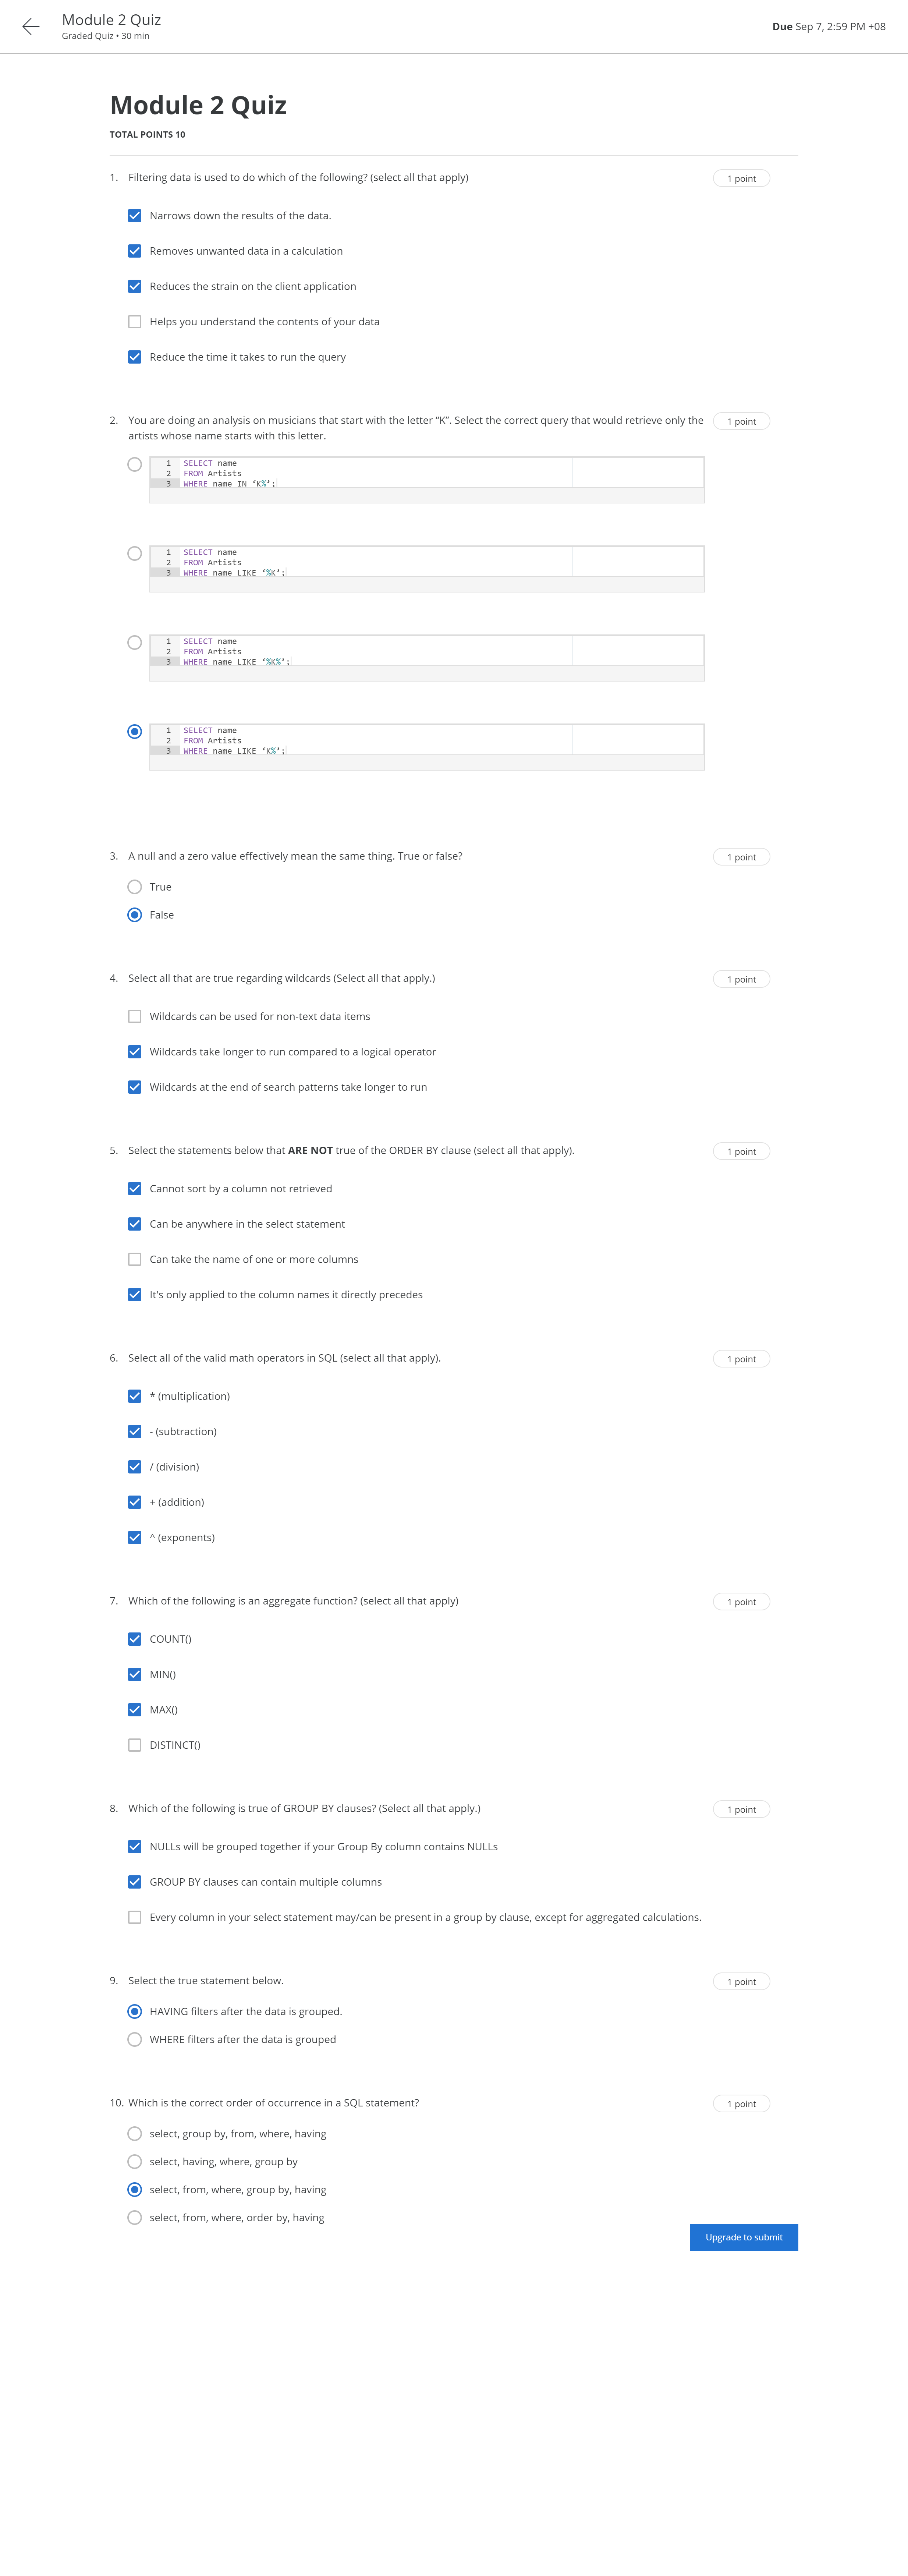 Module 2 Quiz
Graded Quiz • 30 min
Due Sep 7, 2:59 PM +08
Module 2 Quiz
TOTAL POINTS 10
1. Filtering data is used to do which of the following? (select all that apply)
1 point
Narrows down the results of the data.
Removes unwanted data in a calculation
Reduces the strain on the client application
Helps you understand the contents of your data
Reduce the time it takes to run the query
2. You are doing an analysis on musicians that start with the letter “K”. Select the correct query that would retrieve only the
artists whose name starts with this letter.
1 point
1 SELECT name
2 FROM Artists
3 WHERE name IN ‘K%’;
1 SELECT name
2 FROM Artists
3 WHERE name LIKE ‘%K’;
1 SELECT name
2 FROM Artists
3 WHERE name LIKE ‘%K%’;
1 SELECT name
2 FROM Artists
3 WHERE name LIKE ‘K%’;
3. A null and a zero value effectively mean the same thing. True or false?
1 point
True
False
4. Select all that are true regarding wildcards (Select all that apply.)
1 point
Wildcards can be used for non-text data items
Wildcards take longer to run compared to a logical operator
Wildcards at the end of search patterns take longer to run
5. Select the statements below that ARE NOT true of the ORDER BY clause (select all that apply).
1 point
Cannot sort by a column not retrieved
Can be anywhere in the select statement
Can take the name of one or more columns
It's only applied to the column names it directly precedes
6. Select all of the valid math operators in SQL (select all that apply).
1 point
* (multiplication)
- (subtraction)
/ (division)
+ (addition)
^ (exponents)
7. Which of the following is an aggregate function? (select all that apply)
1 point
COUNT()
MIN()
MAX()
DISTINCT()
8. Which of the following is true of GROUP BY clauses? (Select all that apply.)
1 point
NULLs will be grouped together if your Group By column contains NULLs
GROUP BY clauses can contain multiple columns
Every column in your select statement may/can be present in a group by clause, except for aggregated calculations.
9. Select the true statement below.
1 point
HAVING filters after the data is grouped.
WHERE filters after the data is grouped
10. Which is the correct order of occurrence in a SQL statement?
1 point
select, group by, from, where, having
select, having, where, group by
select, from, where, group by, having
select, from, where, order by, having
Upgrade to submit